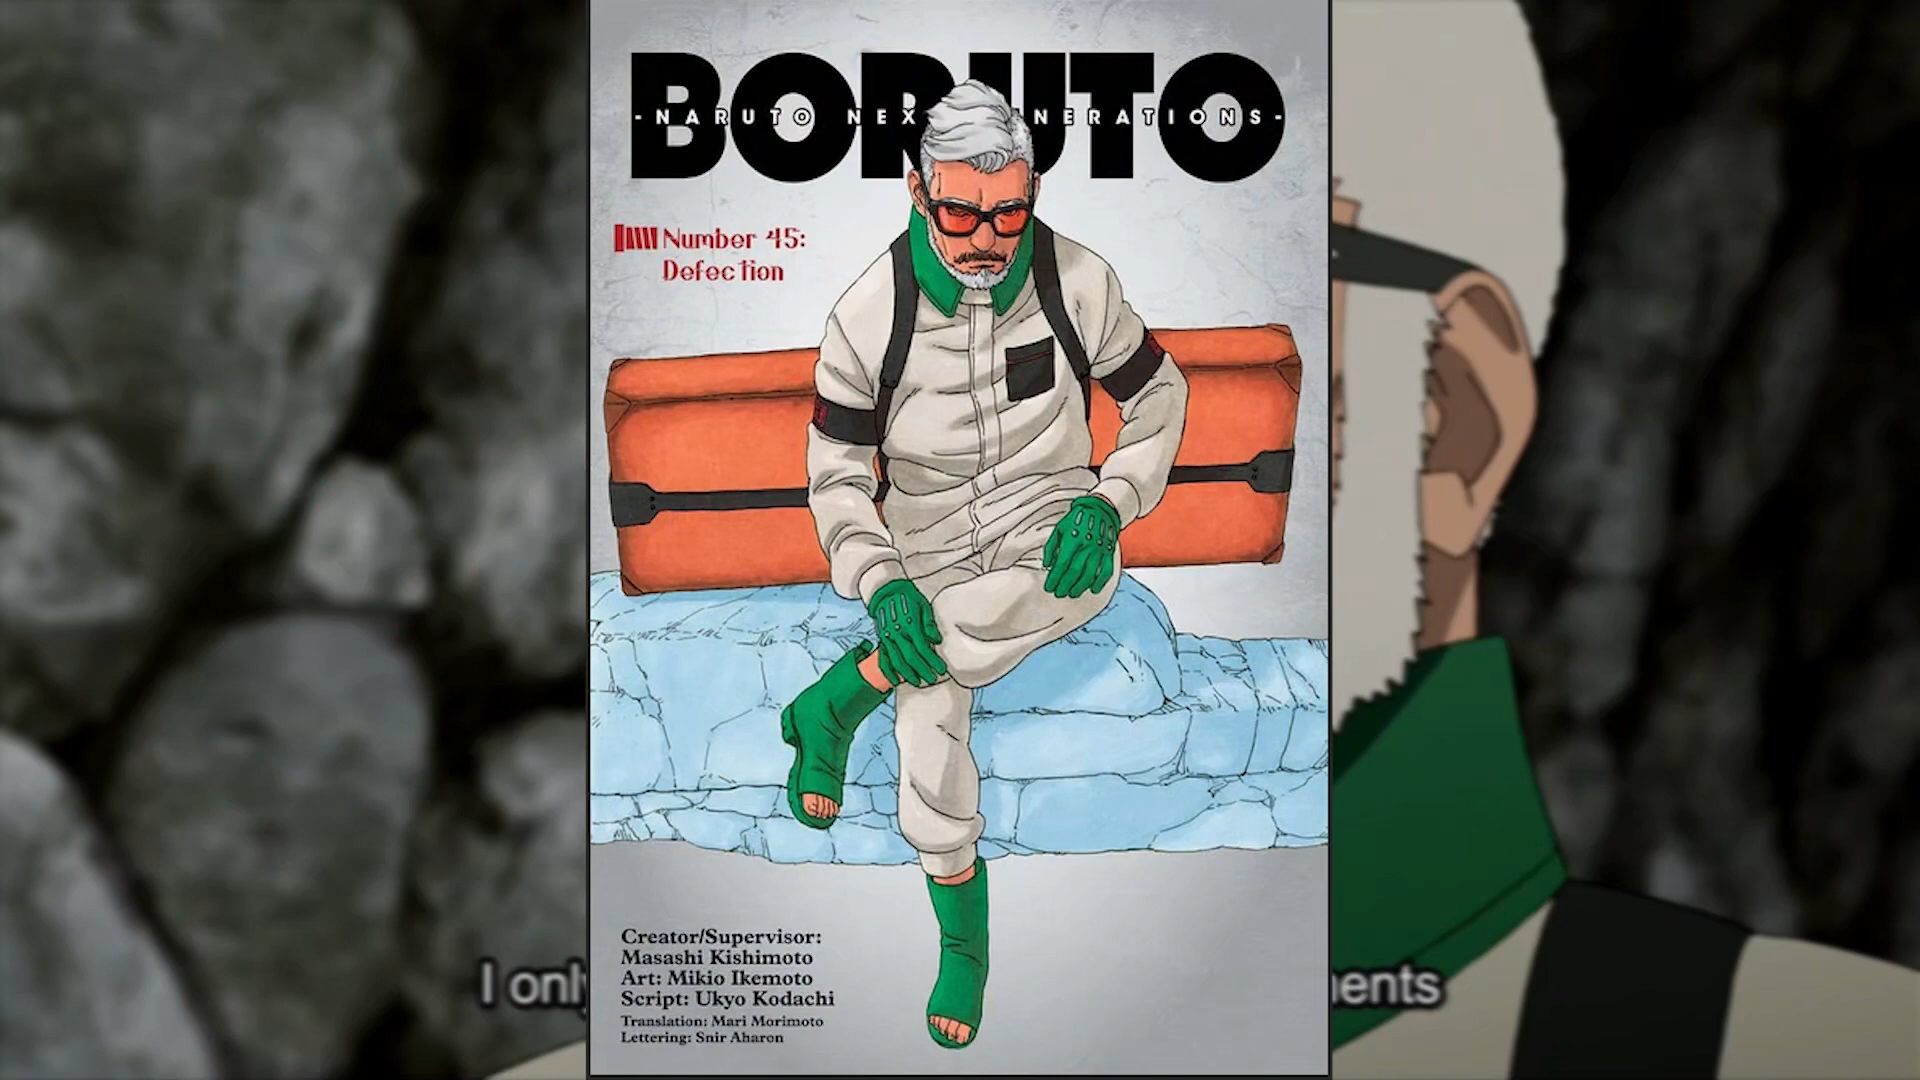 BORUTO
-NARUTO NEX NERATIONS-
Number 45:
Defection
Creator/Supervisor:
Masashi Kishimoto
Art: Mikio Ikemoto
Script: Ukyo Kodachi
Translation: Mari Morimoto
Lettering: Snir Aharon
I only ents